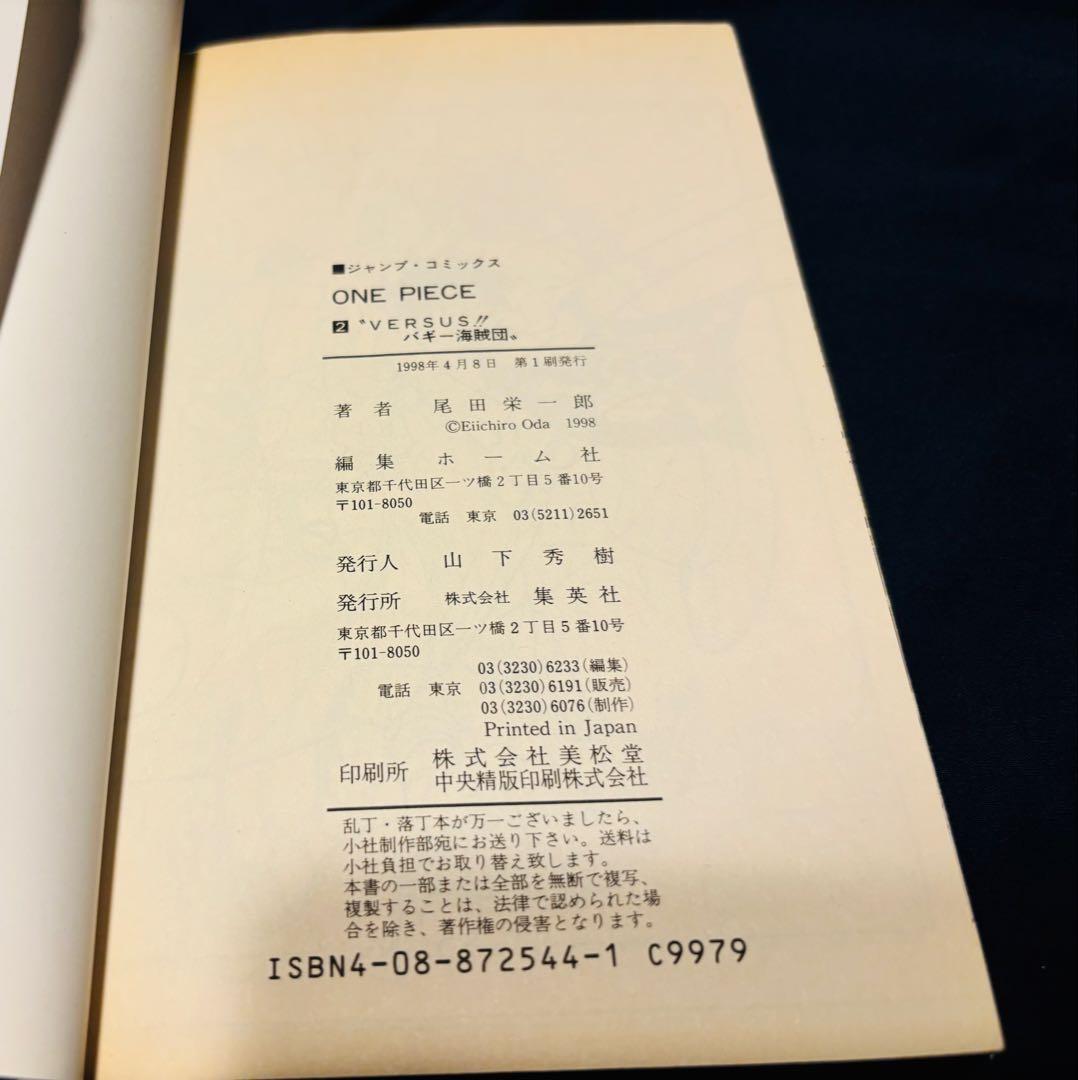 ■ジャンプ・コミックス
ONE PIECE
2 〝VERSUS!!
バギー海賊団〟
1998年4月8日 第1刷発行
著者 尾田栄一郎
©Eiichiro Oda 1998
編集 ホーム社
東京都千代田区一ツ橋2丁目5番10号
〒101-8050
電話 東京 03(5211)2651
発行人 山下秀樹
発行所 株式会社 集英社
東京都千代田区一ツ橋2丁目5番10号
〒101-8050
03(3230)6233(編集)
電話 東京 03(3230)6191(販売)
03(3230)6076(制作)
Printed in Japan
印刷所 株式会社美松堂
中央精版印刷株式会社
乱丁・落丁本が万一ございましたら、
小社制作部宛にお送り下さい。送料は
小社負担でお取り替え致します。
本書の一部または全部を無断で複写、
複製することは、法律で認められた場
合を除き、著作権の侵害となります。
ISBN4-08-872544-1 C9979